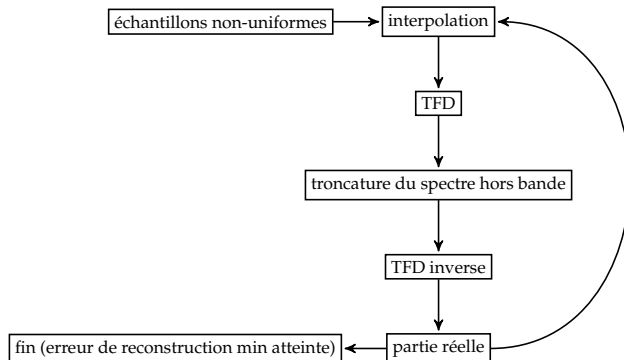 échantillons non-uniformes
interpolation
TFD
troncature du spectre hors bande
TFD inverse
fin (erreur de reconstruction min atteinte)
partie réelle